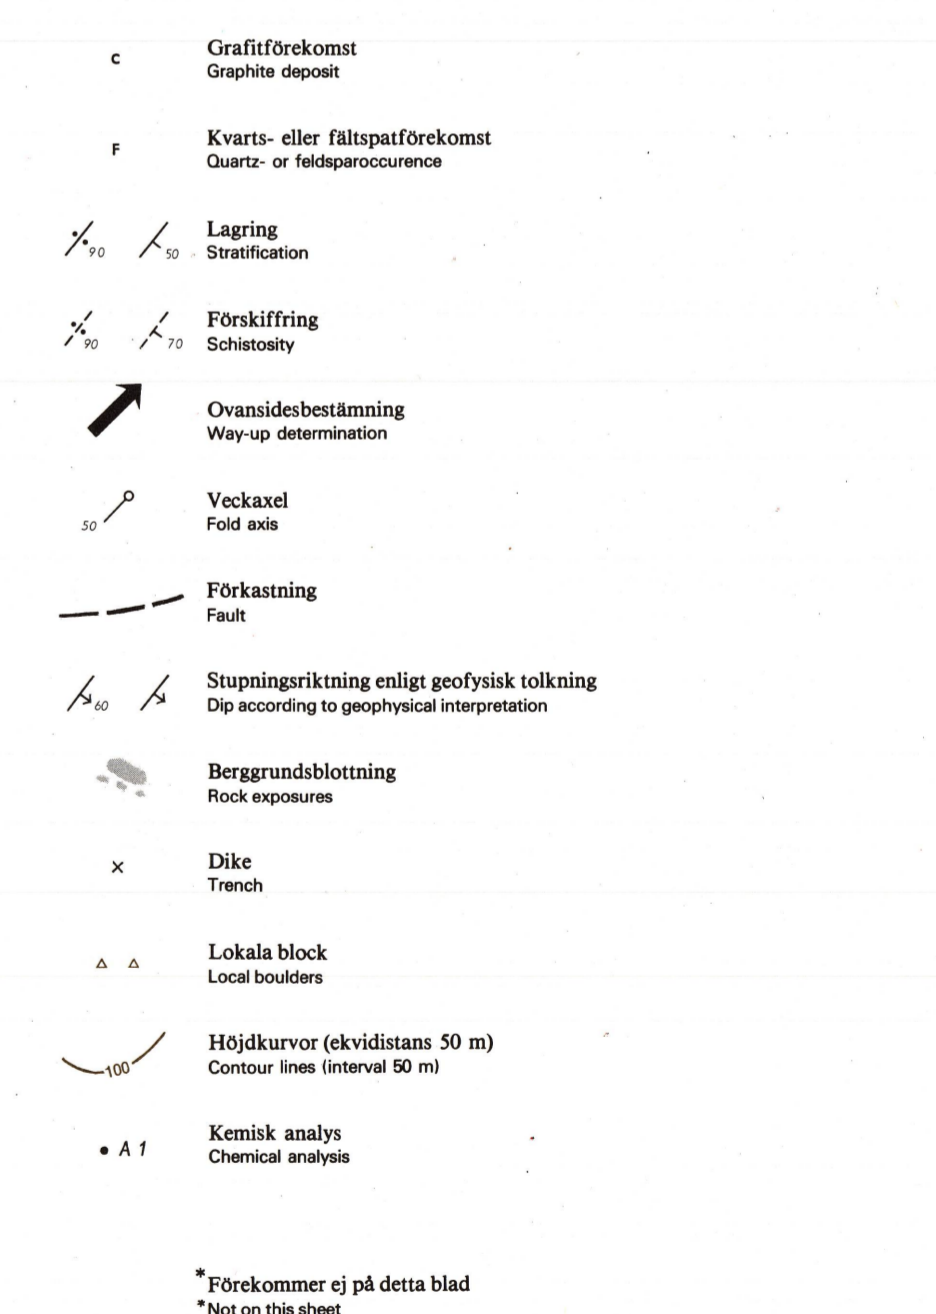 C
Grafitförekomst
Graphite deposit
F
Kvarts- eller fältspatförekomst
Quartz- or feldsparoccurence
90 50
Lagring
Stratification
90 70
Förskiffring
Schistosity
Ovansidesbestämning
Way-up determination
50
Veckaxel
Fold axis
Förkastning
Fault
60
Stupningsriktning enligt geofysisk tolkning
Dip according to geophysical interpretation
Berggrundsblottning
Rock exposures
×
Dike
Trench
Lokala block
Local boulders
100
Höjdkurvor (ekvidistans 50 m)
Contour lines (interval 50 m)
• A 1
Kemisk analys
Chemical analysis
*Förekommer ej på detta blad
*Not on this sheet